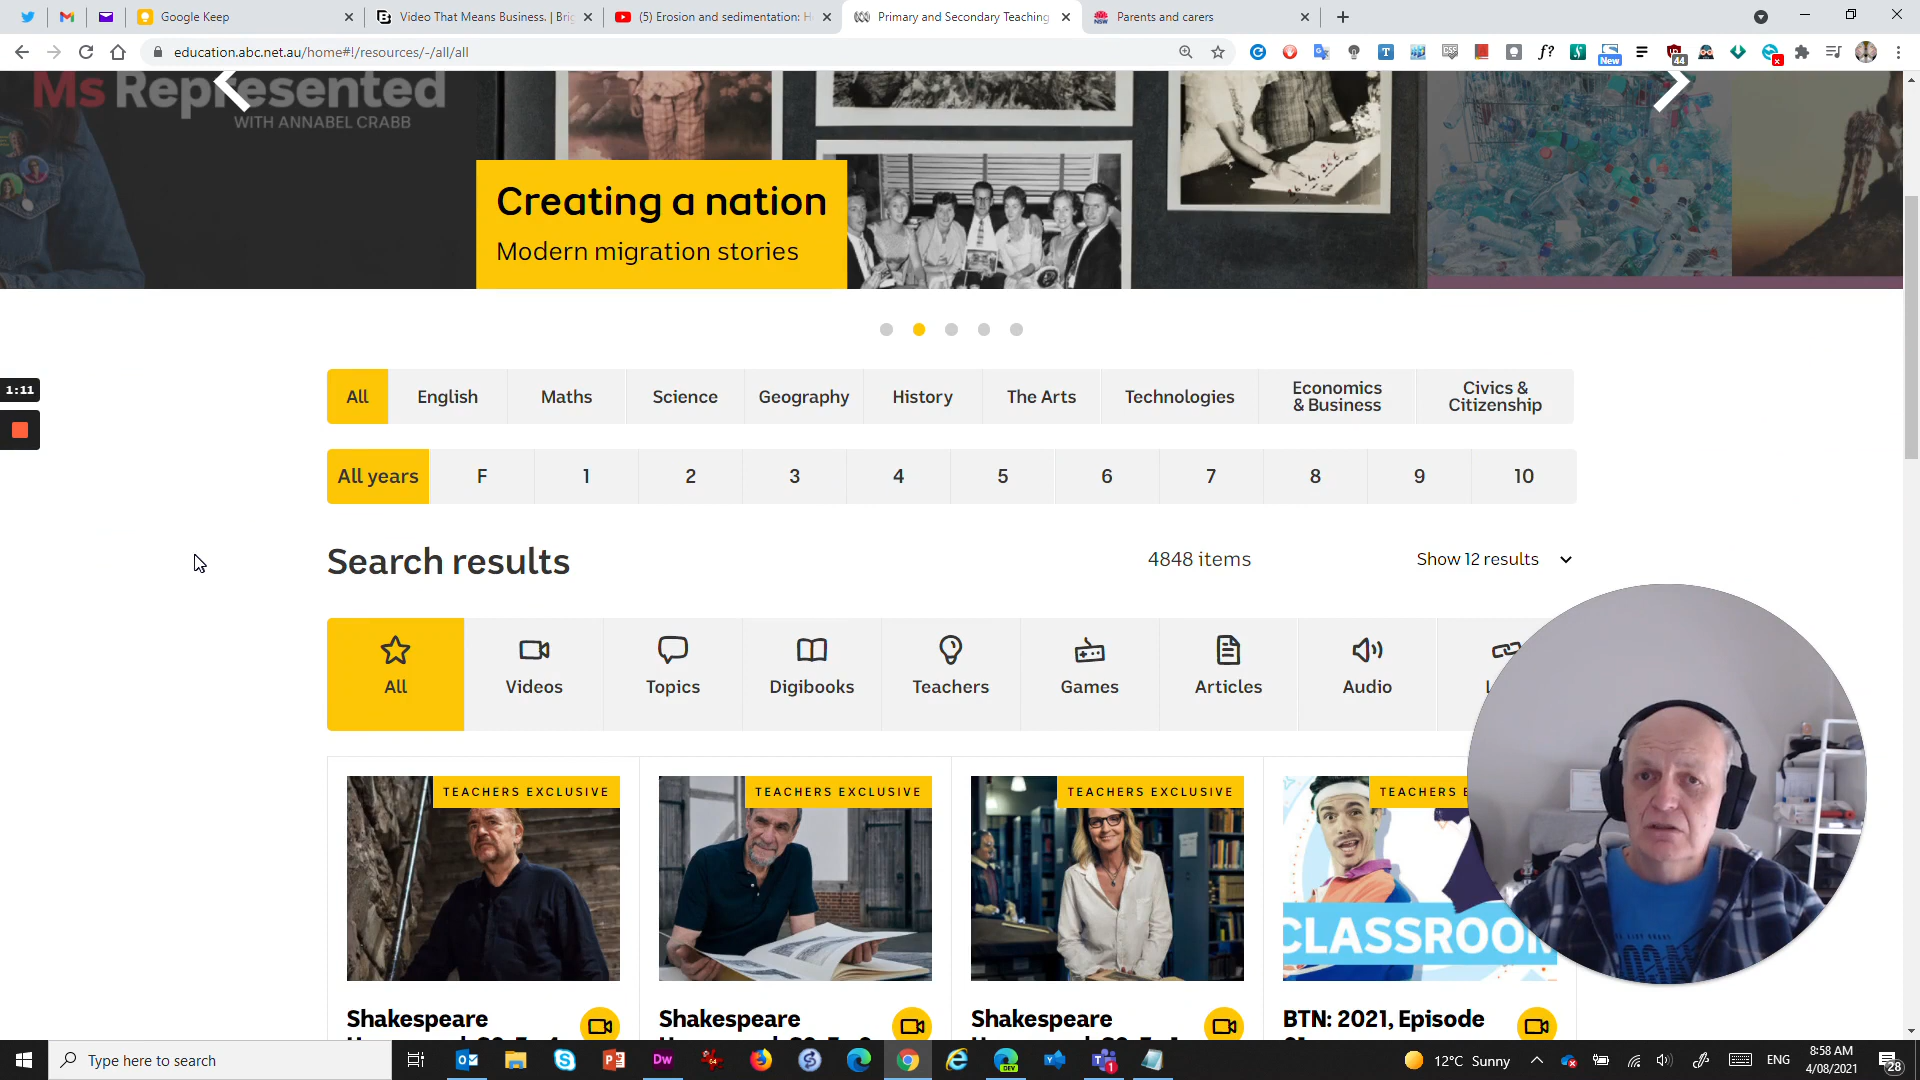 Google Keep
Video That Means Business. | Brig
(5) Erosion and sedimentation: H
Primary and Secondary Teaching
Parents and carers
education.abc.net.au/home#!/resources/-/all/all
New
44
Ms Represented
WITH ANNABEL CRABB
Creating a nation
Modern migration stories
1:11
All
English
Maths
Science
Geography
History
The Arts
Technologies
Economics
& Business
Civics &
Citizenship
All years
F
1
2
3
4
5
6
7
8
9
10
Search results
4848 items
Show 12 results
All
Videos
Topics
Digibooks
Teachers
Games
Articles
Audio
TEACHERS EXCLUSIVE
TEACHERS EXCLUSIVE
TEACHERS EXCLUSIVE
TEACHERS E
CLASSROOM
Shakespeare
Shakespeare
Shakespeare
BTN: 2021, Episode
Type here to search
12°C Sunny
ENG
8:58 AM
4/08/2021
28